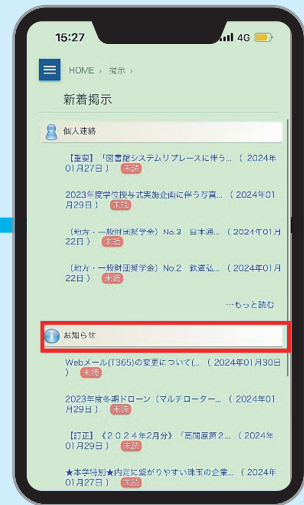 15:27
4G
HOME › 掲示 ›
新着掲示
個人連絡
【重要】「図書館システムリプレースに伴う... （ 2024年
01月27日 ） 未読
2023年度学位授与式実施企画に伴う写真... （ 2024年01
月29日 ） 未読
（地方・一般財団奨学金）No.3 日本通... （ 2024年01月
22日 ） 未読
（地方・一般財団奨学金）No.2 鉄道弘... （ 2024年01月
22日 ） 未読
…もっと読む
お知らせ
Webメール(T365)の変更について(... （ 2024年01月30日
） 未読
2023年度冬期ドローン（マルチローター... （ 2024年01
月29日 ） 未読
【訂正】《２０２４年2月分》「高間原第２... （ 2024年
01月29日 ） 未読
★本学特別★内定に繋がりやすい珠玉の企業... （ 2024年
01月27日 ） 未読